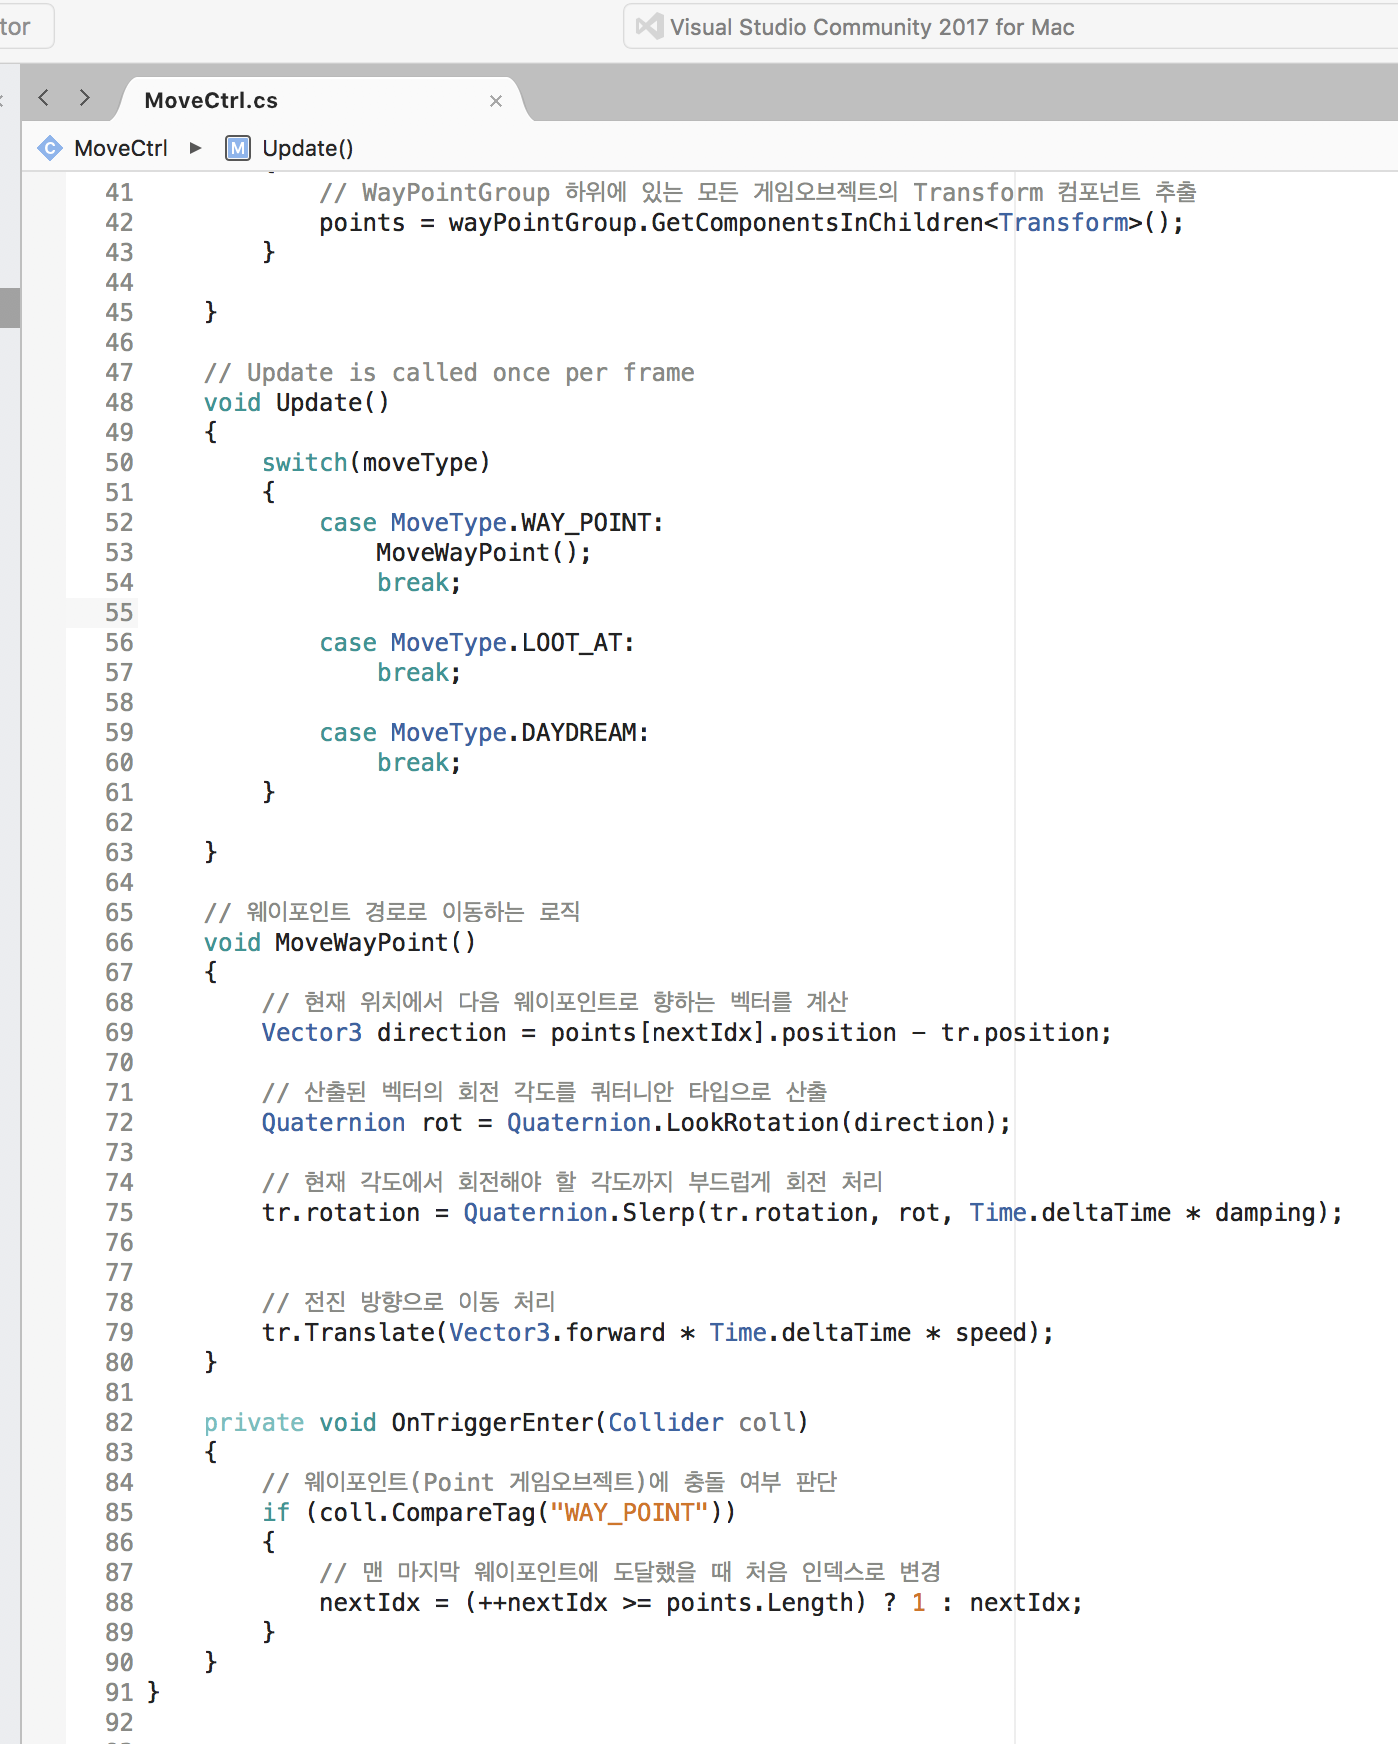 tor
Visual Studio Community 2017 for Mac
MoveCtrl.cs
MoveCtrl ▶ M Update()
41 // WayPointGroup 하위에 있는 모든 게임오브젝트의 Transform 컴포넌트 추출
42 points = wayPointGroup.GetComponentsInChildren<Transform>();
43 }
44
45 }
46
47 // Update is called once per frame
48 void Update()
49 {
50 switch(moveType)
51 {
52 case MoveType.WAY_POINT:
53 MoveWayPoint();
54 break;
55
56 case MoveType.LOOT_AT:
57 break;
58
59 case MoveType.DAYDREAM:
60 break;
61 }
62
63 }
64
65 // 웨이포인트 경로로 이동하는 로직
66 void MoveWayPoint()
67 {
68 // 현재 위치에서 다음 웨이포인트로 향하는 벡터를 계산
69 Vector3 direction = points[nextIdx].position - tr.position;
70
71 // 산출된 벡터의 회전 각도를 쿼터니안 타입으로 산출
72 Quaternion rot = Quaternion.LookRotation(direction);
73
74 // 현재 각도에서 회전해야 할 각도까지 부드럽게 회전 처리
75 tr.rotation = Quaternion.Slerp(tr.rotation, rot, Time.deltaTime * damping);
76
77
78 // 전진 방향으로 이동 처리
79 tr.Translate(Vector3.forward * Time.deltaTime * speed);
80 }
81
82 private void OnTriggerEnter(Collider coll)
83 {
84 // 웨이포인트(Point 게임오브젝트)에 충돌 여부 판단
85 if (coll.CompareTag("WAY_POINT"))
86 {
87 // 맨 마지막 웨이포인트에 도달했을 때 처음 인덱스로 변경
88 nextIdx = (++nextIdx >= points.Length) ? 1 : nextIdx;
89 }
90 }
91 }
92